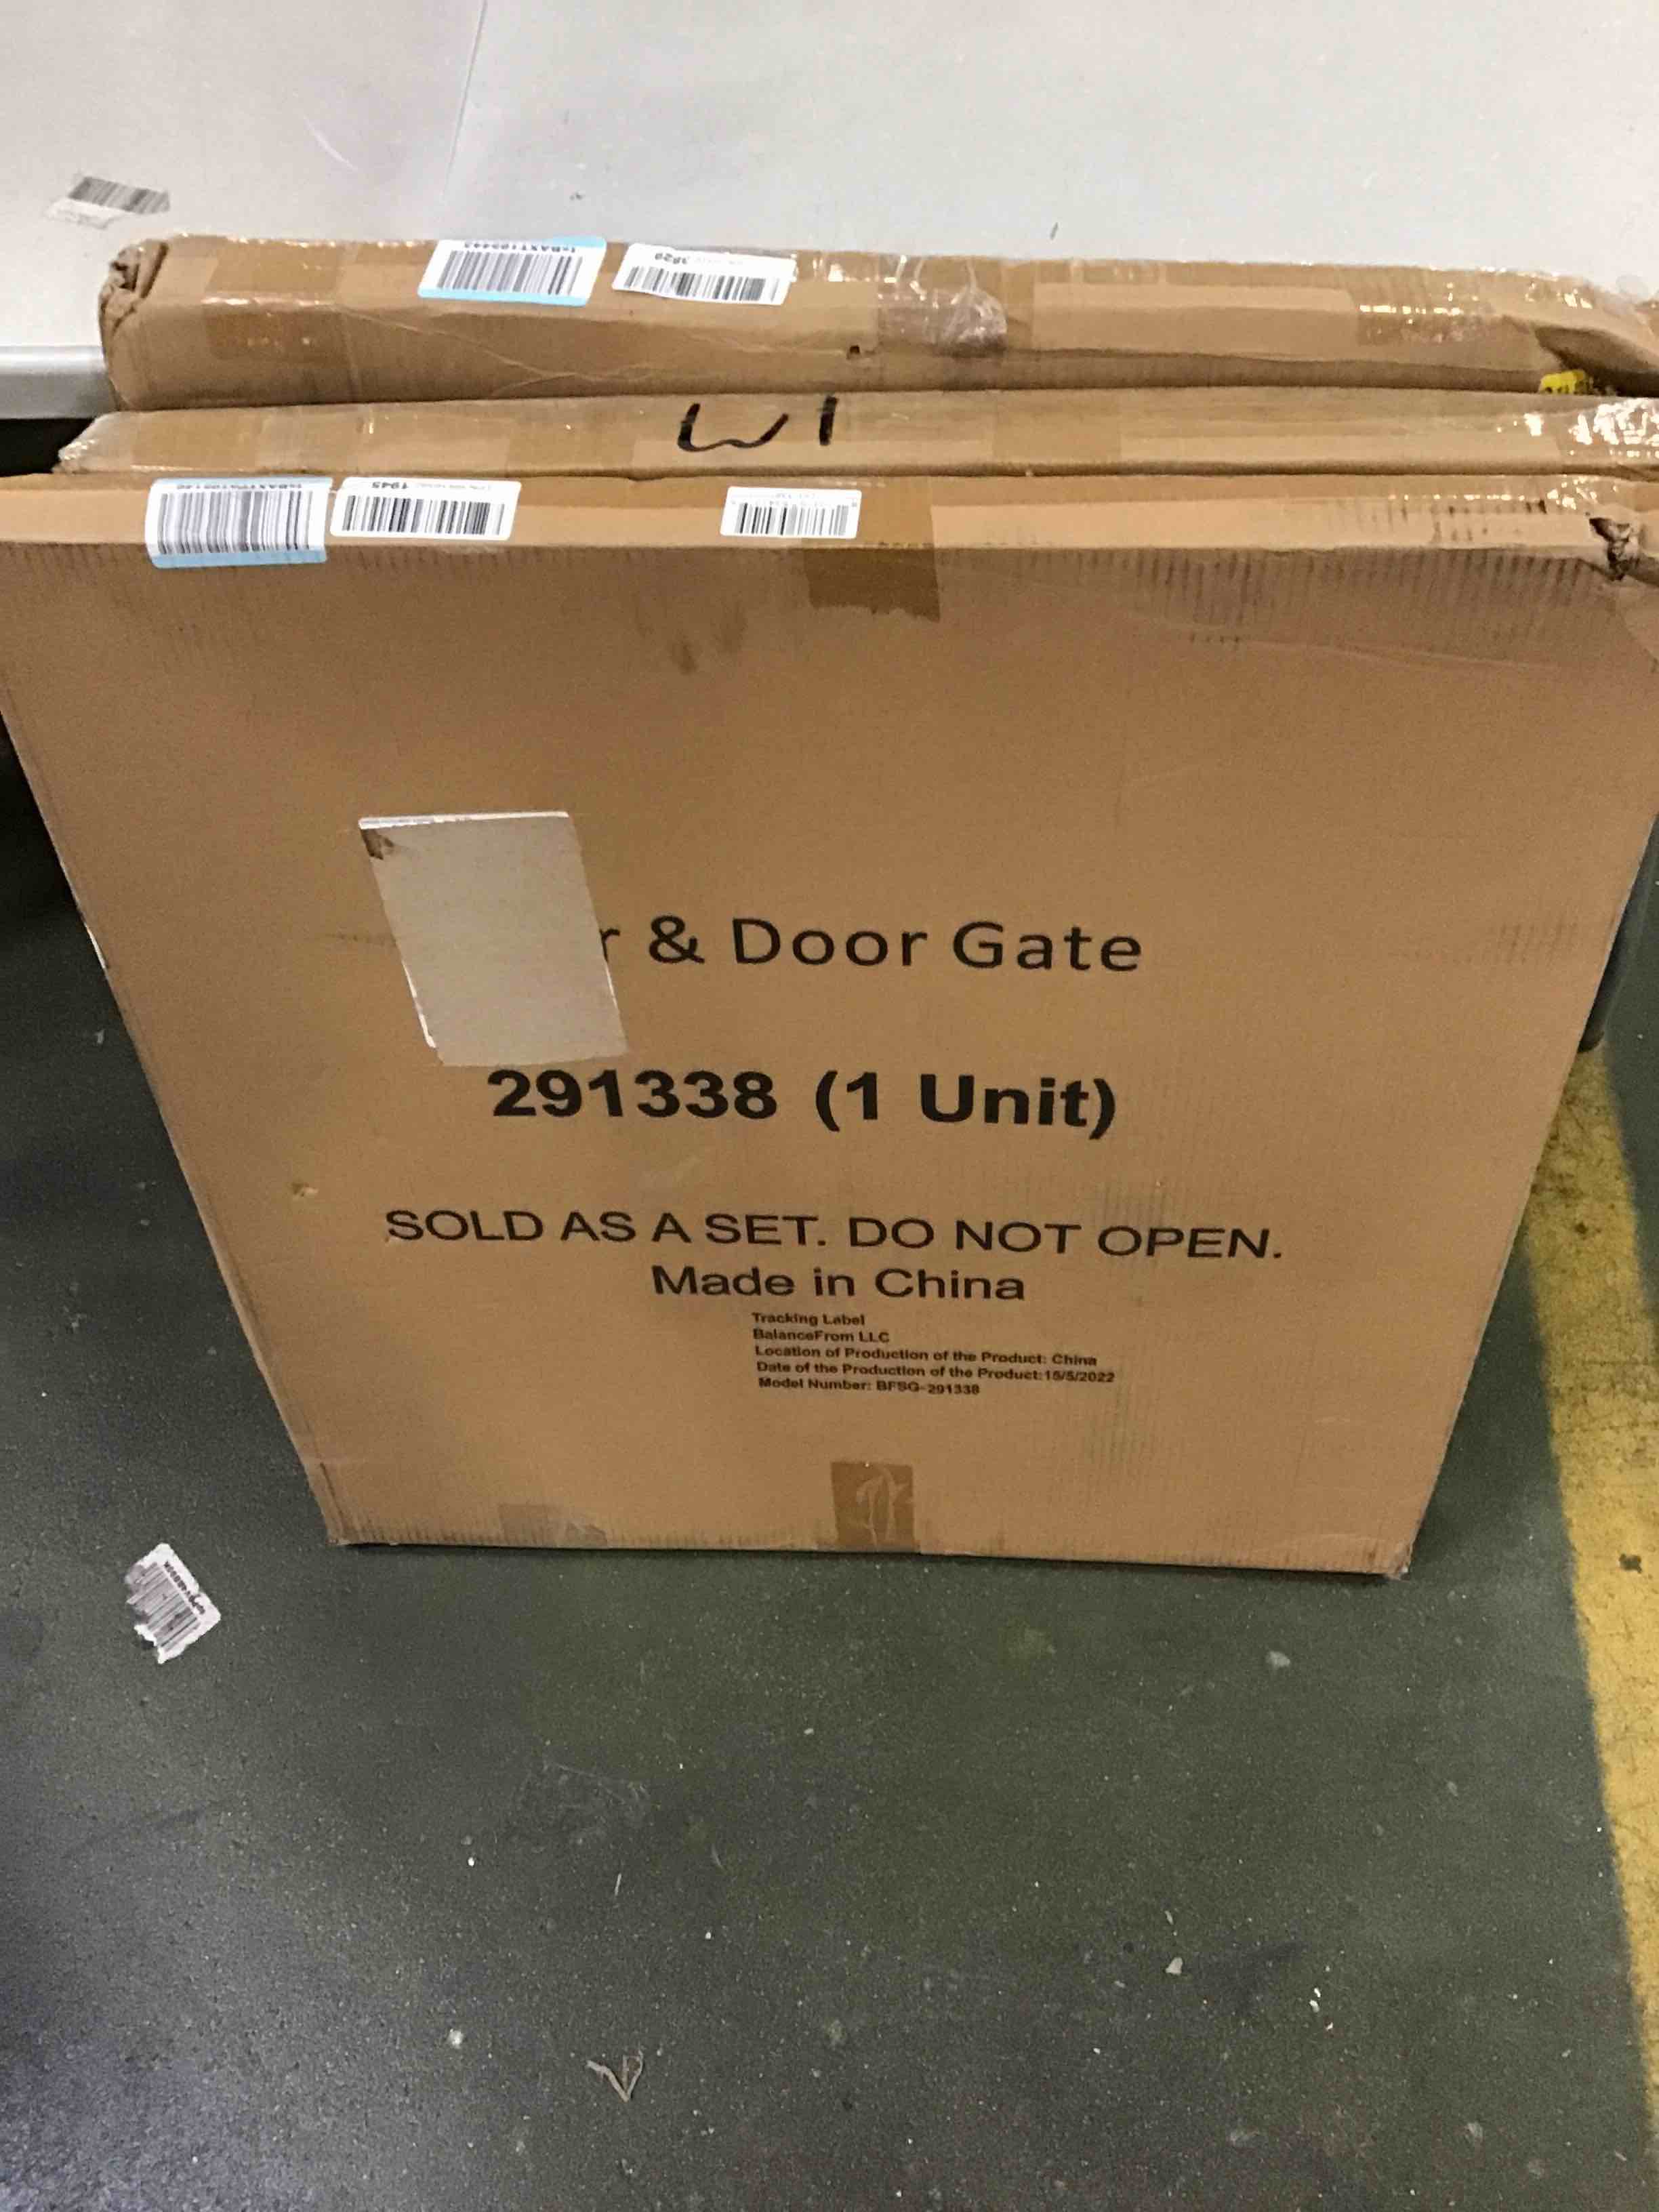 3829
1945
r & Door Gate
291338 (1 Unit)
SOLD AS A SET. DO NOT OPEN.
Made in China
Tracking Label
BalanceFrom LLC
Location of Production of the Product: China
Date of the Production of the Product:15/5/2022
Model Number: BFSG-291338